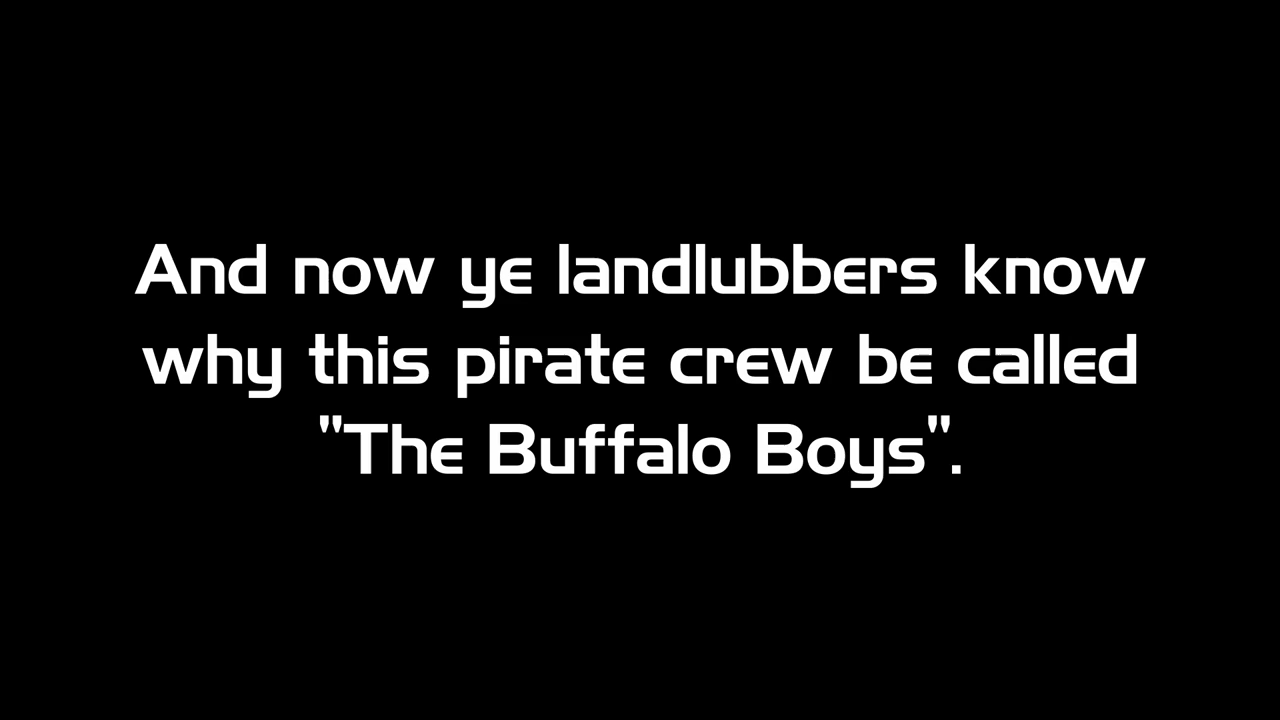 And now ye landlubbers know
why this pirate crew be called
"The Buffalo Boys".